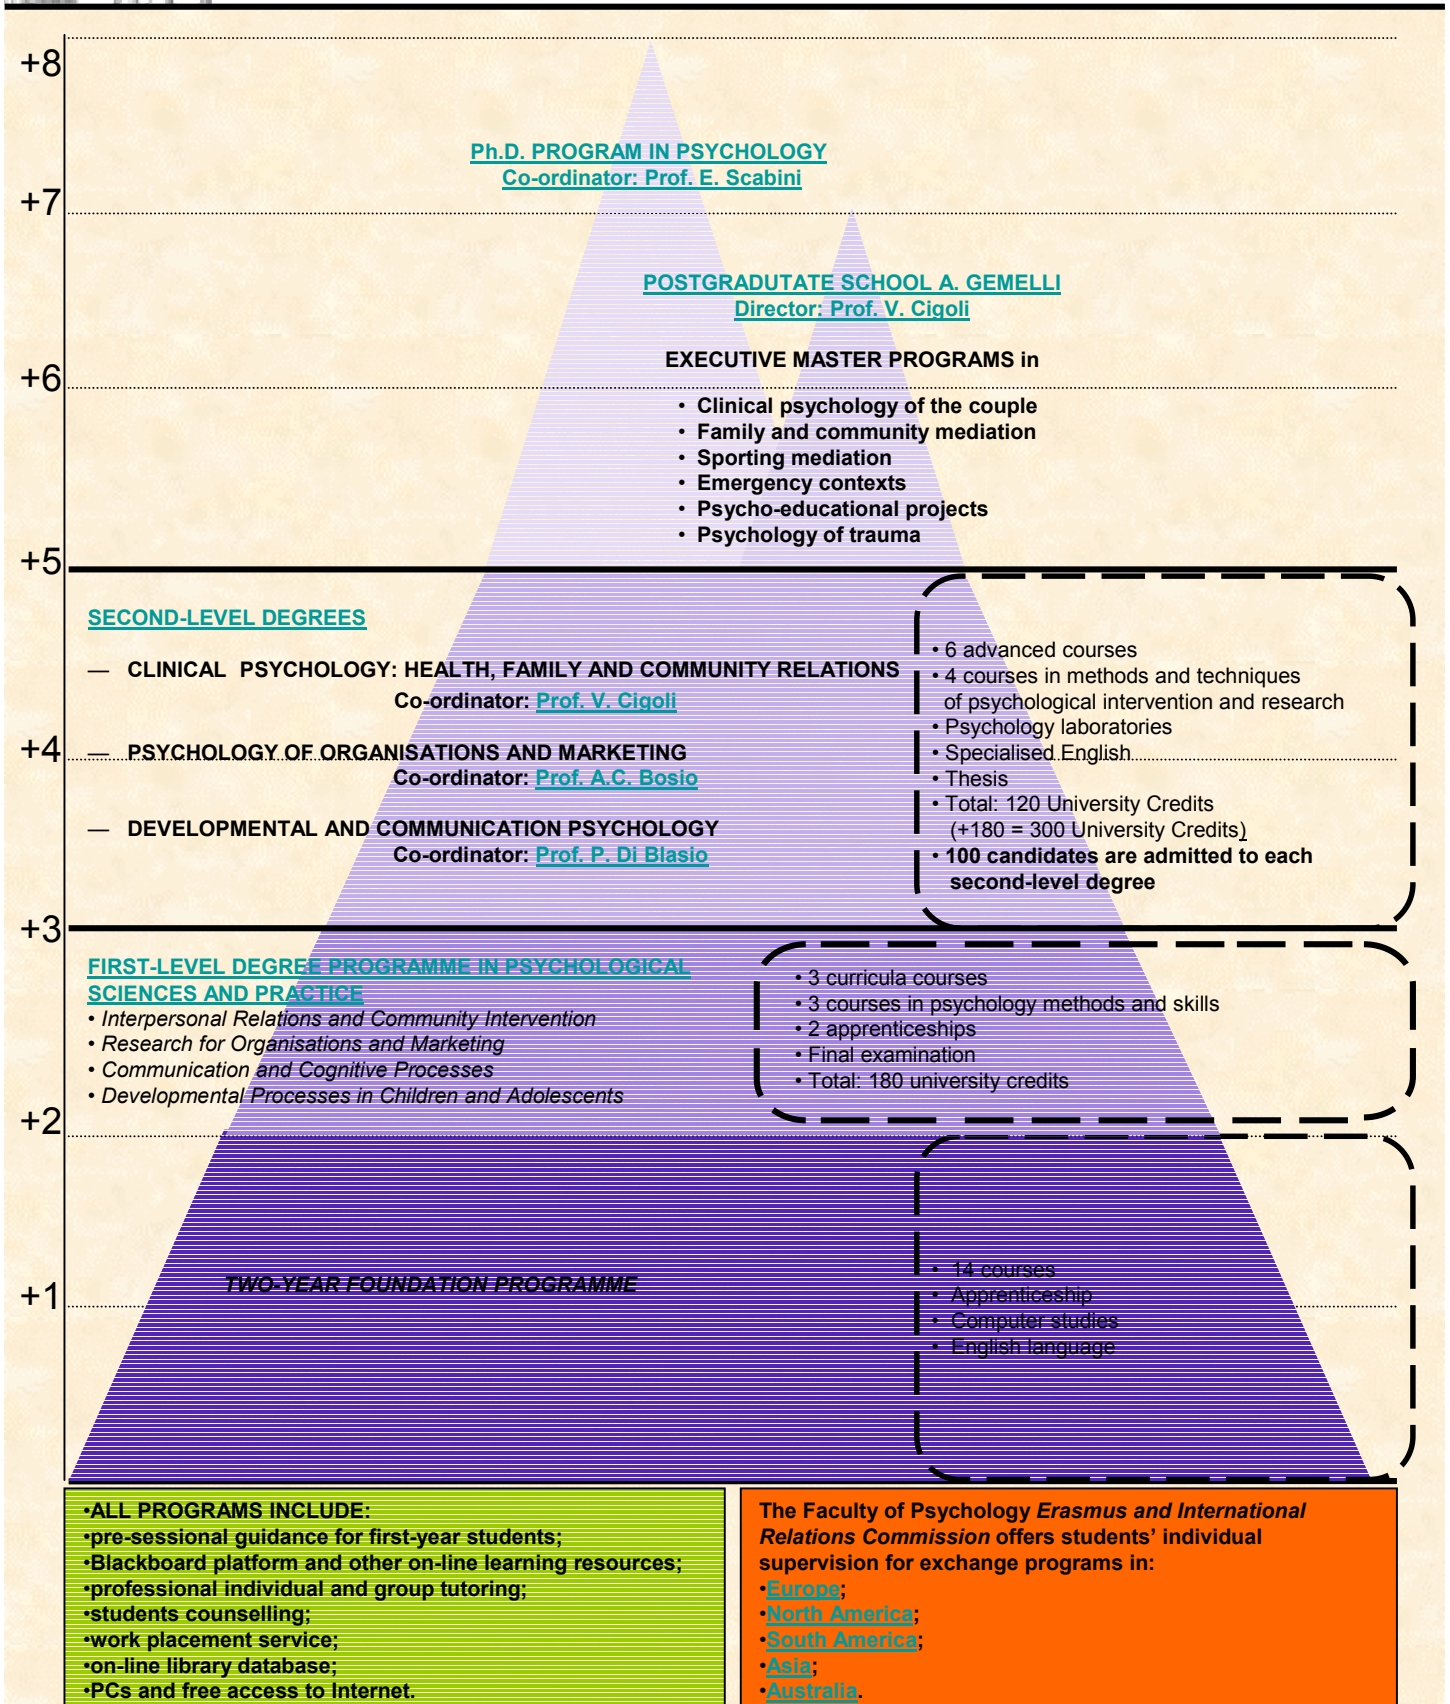 +8
Ph.D. PROGRAM IN PSYCHOLOGY
Co-ordinator: Prof. E. Scabini
+7
POSTGRADUTATE SCHOOL A. GEMELLI
Director: Prof. V. Cigoli
EXECUTIVE MASTER PROGRAMS in
+6
• Clinical psychology of the couple
• Family and community mediation
• Sporting mediation
• Emergency contexts
• Psycho-educational projects
• Psychology of trauma
+5
SECOND-LEVEL DEGREES
— CLINICAL PSYCHOLOGY: HEALTH, FAMILY AND COMMUNITY RELATIONS
Co-ordinator: Prof. V. Cigoli
+4
— PSYCHOLOGY OF ORGANISATIONS AND MARKETING
Co-ordinator: Prof. A.C. Bosio
— DEVELOPMENTAL AND COMMUNICATION PSYCHOLOGY
Co-ordinator: Prof. P. Di Blasio
• 6 advanced courses
• 4 courses in methods and techniques
of psychological intervention and research
• Psychology laboratories
• Specialised English
• Thesis
• Total: 120 University Credits
(+180 = 300 University Credits)
• 100 candidates are admitted to each
second-level degree
+3
FIRST-LEVEL DEGREE PROGRAMME IN PSYCHOLOGICAL
SCIENCES AND PRACTICE
• Interpersonal Relations and Community Intervention
• Research for Organisations and Marketing
• Communication and Cognitive Processes
• Developmental Processes in Children and Adolescents
• 3 curricula courses
• 3 courses in psychology methods and skills
• 2 apprenticeships
• Final examination
• Total: 180 university credits
+2
TWO-YEAR FOUNDATION PROGRAMME
+1
• 14 courses
• Apprenticeship
• Computer studies
• English language
•ALL PROGRAMS INCLUDE:
•pre-sessional guidance for first-year students;
•Blackboard platform and other on-line learning resources;
•professional individual and group tutoring;
•students counselling;
•work placement service;
•on-line library database;
•PCs and free access to Internet.
The Faculty of Psychology Erasmus and International
Relations Commission offers students’ individual
supervision for exchange programs in:
•Europe;
•North America;
•South America;
•Asia;
•Australia.